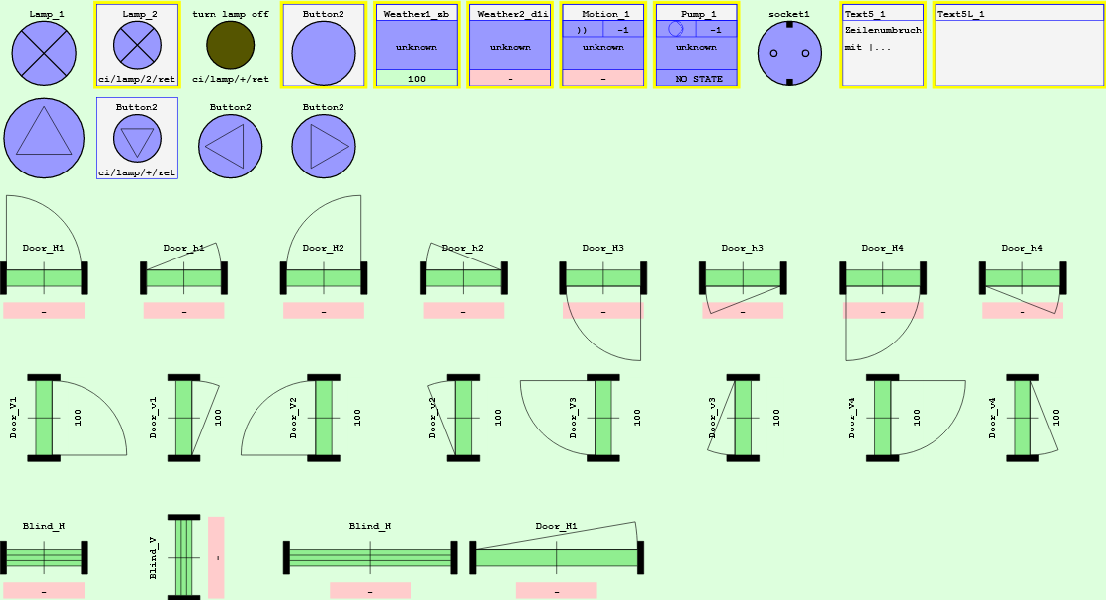 Lamp_1 Lamp_2 turn lamp off Button2 Weather1_zb Weather2_d1i Motion_1 Pump_1 socket1 Text5_1 Text5L_1
)) -1 -1 Zeilenumbruch
unknown unknown unknown unknown mit |...
ci/lamp/2/ret ci/lamp/+/ret 100 - - NO STATE
Button2 Button2 Button2
ci/lamp/+/ret
Door_H1 Door_h1 Door_H2 Door_h2 Door_H3 Door_h3 Door_H4 Door_h4
- - - - - - - -
Door_V1 100 Door_v1 100 Door_V2 100 Door_v2 100 Door_V3 100 Door_v3 100 Door_V4 100 Door_v4 100
Blind_H Blind_H Door_H1
Blind_V -
- - -